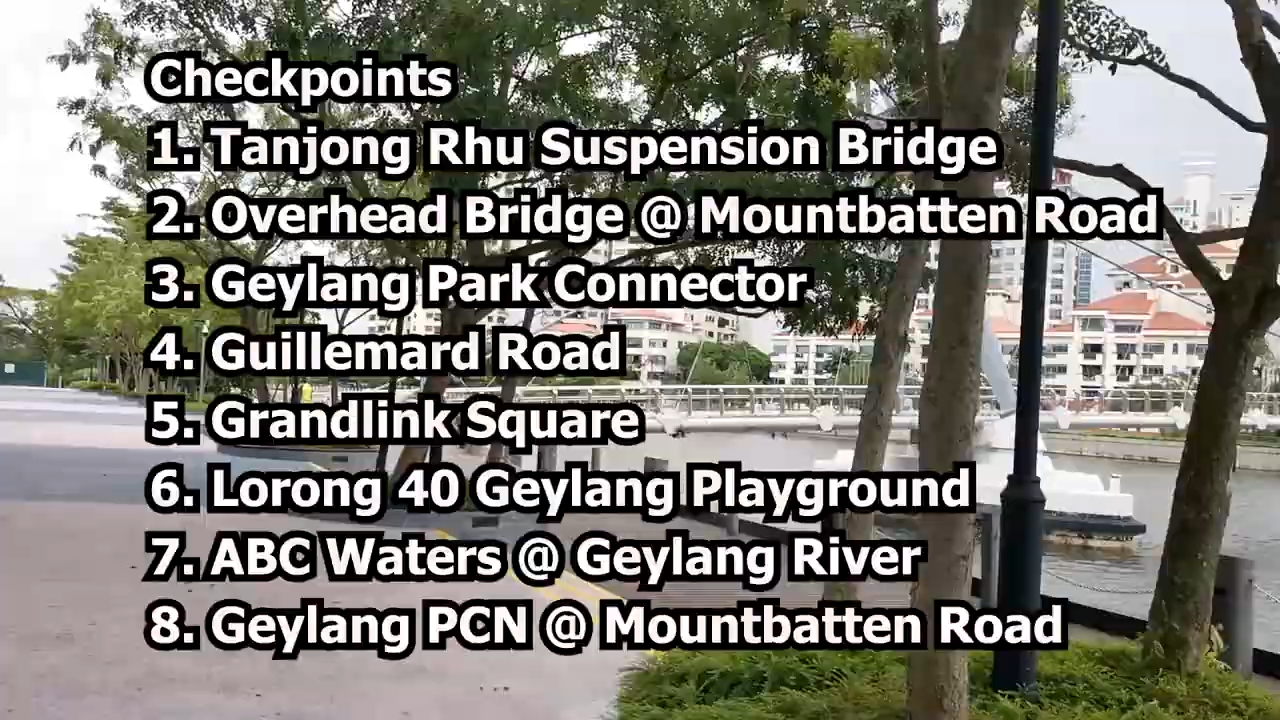 Checkpoints
1. Tanjong Rhu Suspension Bridge
2. Overhead Bridge @ Mountbatten Road
3. Geylang Park Connector
4. Guillemard Road
5. Grandlink Square
6. Lorong 40 Geylang Playground
7. ABC Waters @ Geylang River
8. Geylang PCN @ Mountbatten Road